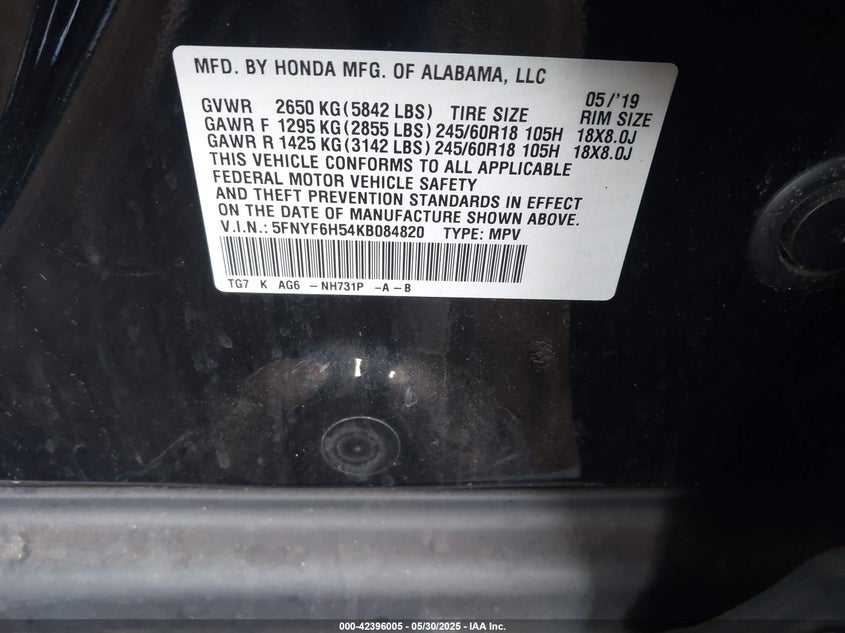 MFD. BY HONDA MFG. OF ALABAMA, LLC
05/'19
GVWR 2650 KG (5842 LBS) TIRE SIZE RIM SIZE
GAWR F 1295 KG (2855 LBS) 245/60R18 105H 18X8.0J
GAWR R 1425 KG (3142 LBS) 245/60R18 105H 18X8.0J
THIS VEHICLE CONFORMS TO ALL APPLICABLE
FEDERAL MOTOR VEHICLE SAFETY
AND THEFT PREVENTION STANDARDS IN EFFECT
ON THE DATE OF MANUFACTURE SHOWN ABOVE.
V.I.N.: 5FNYF6H54KB084820 TYPE: MPV
TG7 K AG6 -NH731P -A-B
000-42396005 - 05/30/2025 - IAA Inc.